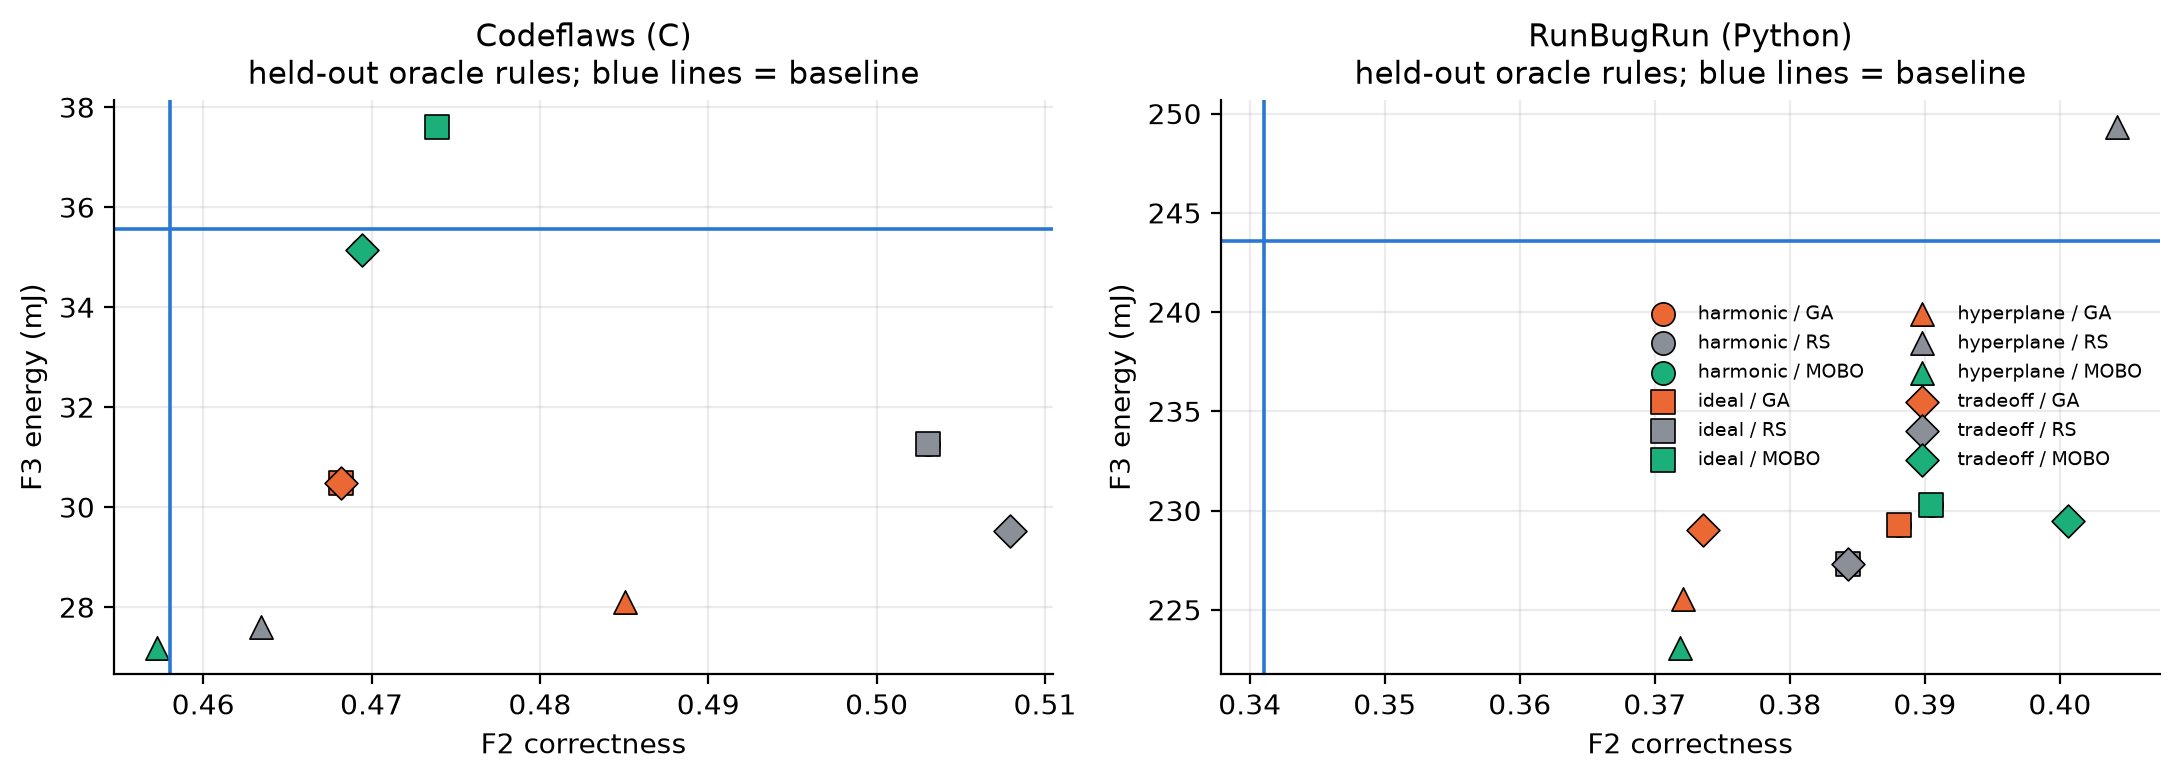 Codeflaws (C)
held-out oracle rules; blue lines = baseline
38
36
34
32
30
28
F3 energy (mJ)
0.46
0.47
0.48
0.49
0.50
0.51
F2 correctness
RunBugRun (Python)
held-out oracle rules; blue lines = baseline
250
245
240
235
230
225
F3 energy (mJ)
harmonic / GA
harmonic / RS
harmonic / MOBO
ideal / GA
ideal / RS
ideal / MOBO
hyperplane / GA
hyperplane / RS
hyperplane / MOBO
tradeoff / GA
tradeoff / RS
tradeoff / MOBO
0.34
0.35
0.36
0.37
0.38
0.39
0.40
F2 correctness